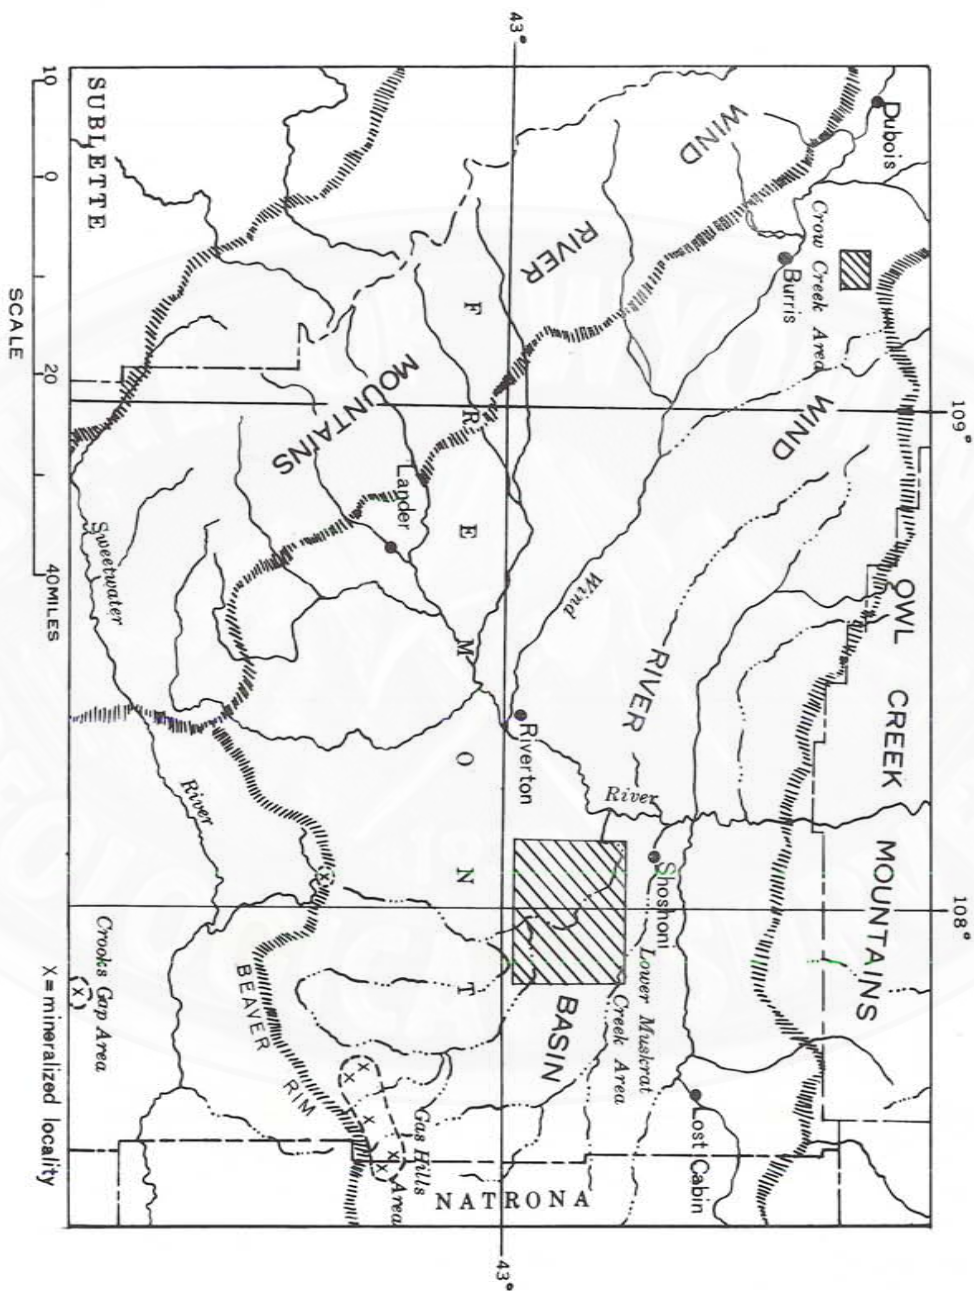 109°
108°
43°
43°
Dubois
OWL CREEK MOUNTAINS
Crow Creek Area
Burris
WIND RIVER MOUNTAINS
WIND RIVER BASIN
Wind
River
Shoshoni
Lost Cabin
Lower Muskrat
Creek Area
Riverton
FREMONT
NATRONA
Lander
Gas Hills
Area
X
X
X
X
X
BEAVER RIM
X
Sweetwater
River
SUBLETTE
Crooks Gap Area
X
10 0 20 40 MILES
SCALE
X = mineralized locality